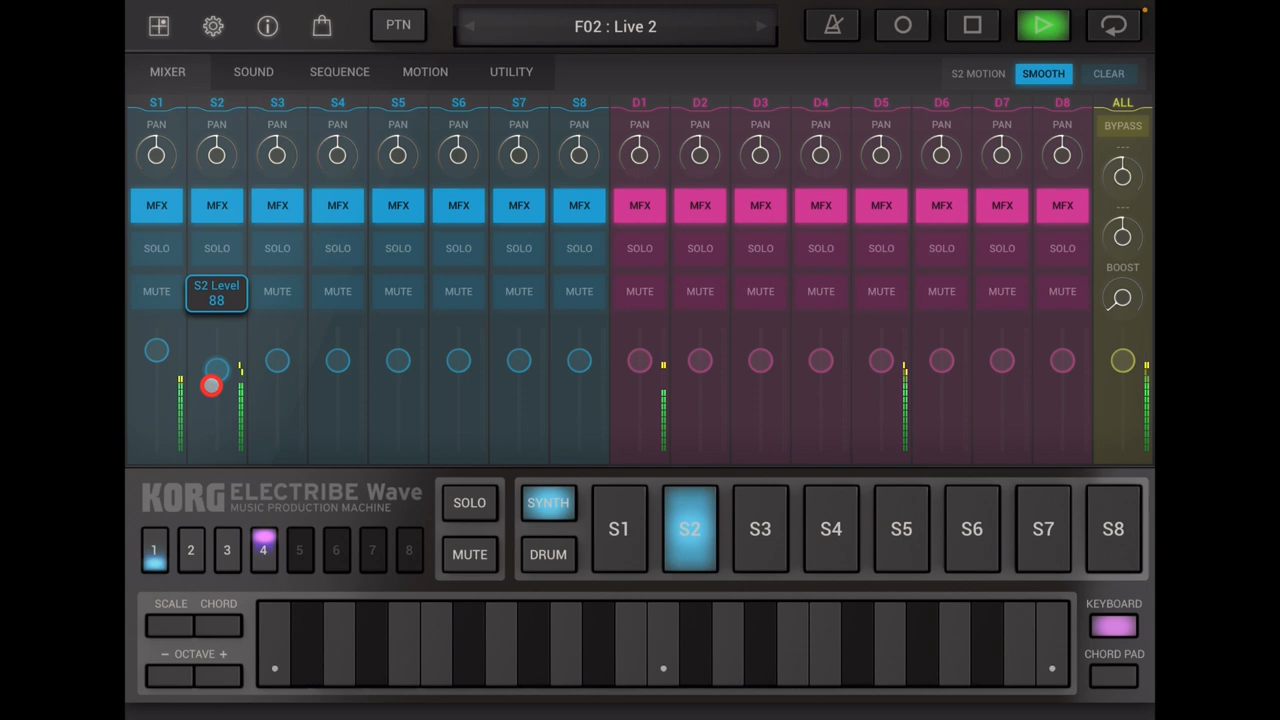 PTN
F02 : Live 2
MIXER SOUND SEQUENCE MOTION UTILITY
S2 MOTION SMOOTH CLEAR
S1 S2 S3 S4 S5 S6 S7 S8 D1 D2 D3 D4 D5 D6 D7 D8 ALL
PAN PAN PAN PAN PAN PAN PAN PAN PAN PAN PAN PAN PAN PAN PAN PAN BYPASS
---
MFX MFX MFX MFX MFX MFX MFX MFX MFX MFX MFX MFX MFX MFX MFX MFX
---
SOLO SOLO SOLO SOLO SOLO SOLO SOLO SOLO SOLO SOLO SOLO SOLO SOLO SOLO SOLO SOLO
BOOST
MUTE S2 Level MUTE MUTE MUTE MUTE MUTE MUTE MUTE MUTE MUTE MUTE MUTE MUTE MUTE MUTE
88
KORG ELECTRIBE Wave
MUSIC PRODUCTION MACHINE
SOLO SYNTH S1 S2 S3 S4 S5 S6 S7 S8
1 2 3 4 5 6 7 8
MUTE DRUM
SCALE CHORD
KEYBOARD
− OCTAVE +
CHORD PAD